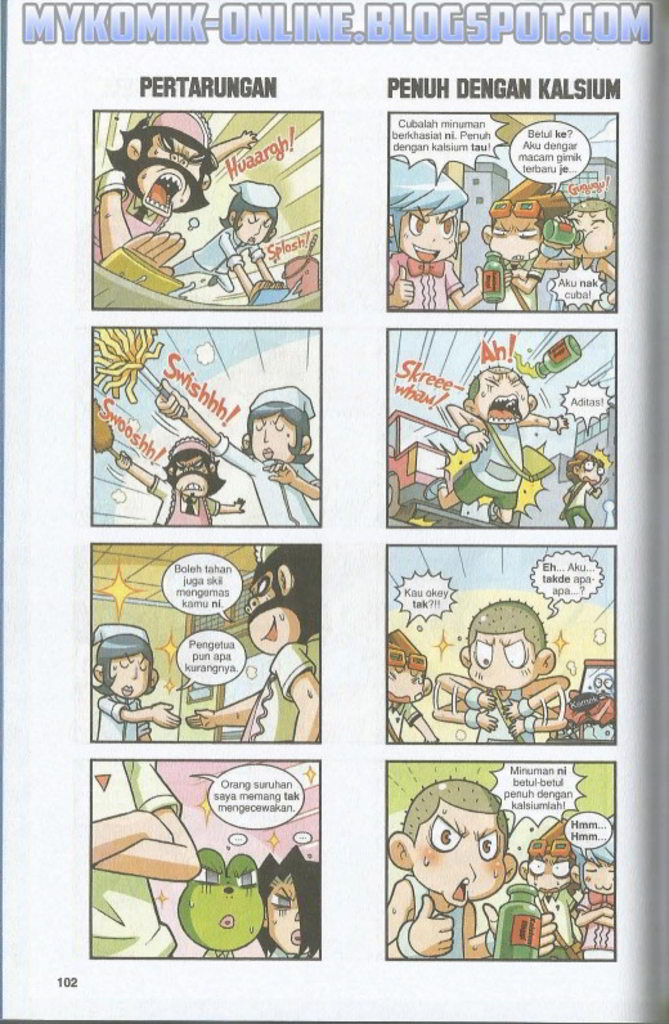 MYKOMIK-ONLINE.BLOGSPOT.COM
PERTARUNGAN
Huaargh!
Splosh!
Swishhh!
Swooshh!
Boleh tahan
juga skil
mengemas
kamu ni.
Pengetua
pun apa
kurangnya.
Orang suruhan
saya memang tak
mengecewakan.
...
...
PENUH DENGAN KALSIUM
Cubalah minuman
berkhasiat ni. Penuh
dengan kalsium tau!
Betul ke?
Aku dengar
macam gimik
terbaru je...
Gugugu!
Aku nak
cuba!
Ah!
Skreee-
wham!
Aditas!
Kau okey
tak?!!
Eh... Aku...
takde apa-
apa...?
Minuman ni
betul-betul
penuh dengan
kalsiumlah!
Hmm...
Hmm...
102